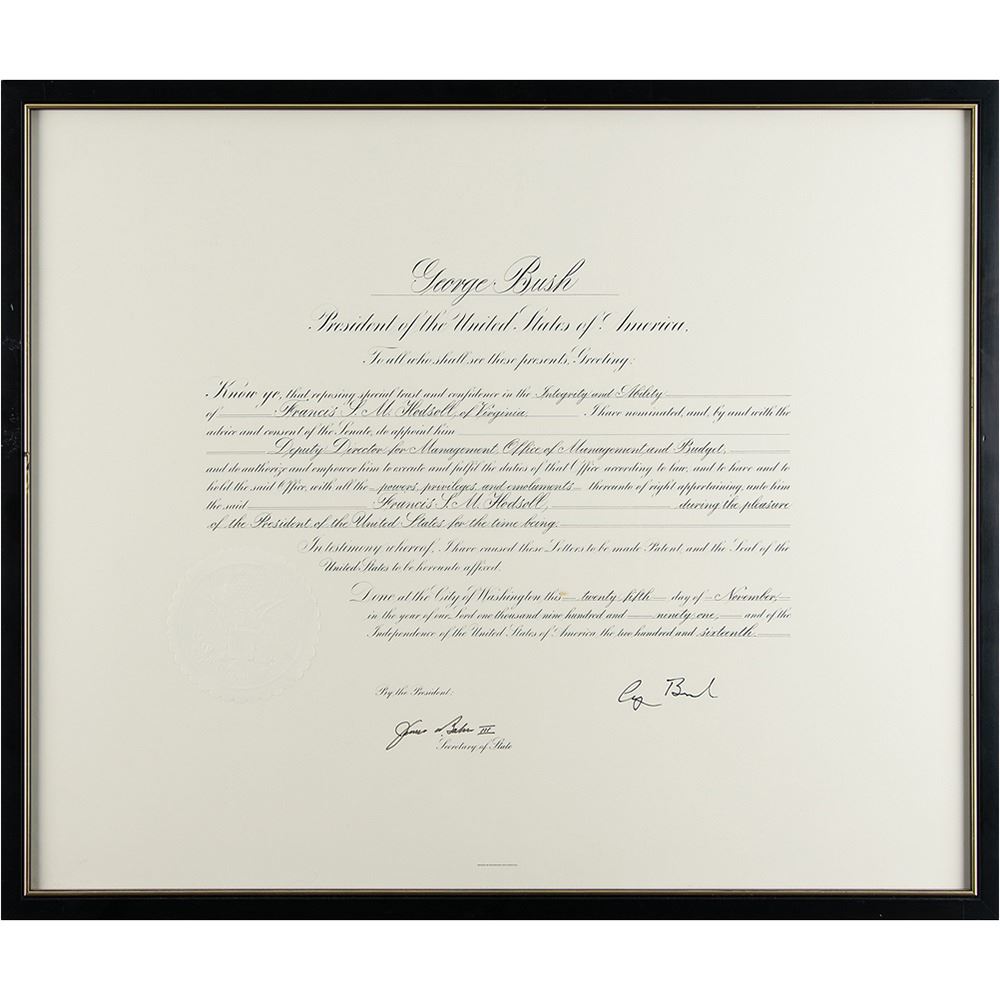 George Bush
President of the United States of America.
To all who shall see these presents, Greeting:
Know ye, that, reposing special trust and confidence in the Integrity and Ability
of Francis S. M. Hodsoll, of Virginia, I have nominated, and, by and with the
advice and consent of the Senate, do appoint him
Deputy Director for Management, Office of Management and Budget,
and do authorize and empower him to execute and fulfil the duties of that Office according to law, and to have and to
hold the said Office, with all the powers, privileges, and emoluments thereunto of right appertaining, unto him
the said Francis S. M. Hodsoll, during the pleasure
of the President of the United States for the time being.
In testimony whereof, I have caused these Letters to be made Patent, and the Seal of the
United States to be hereunto affixed.
Done at the City of Washington this twenty fifth day of November,
in the year of our Lord one thousand nine hundred and ninety one, and of the
Independence of the United States of America the two hundred and sixteenth.
By the President:
G Bush
James A. Baker III
Secretary of State